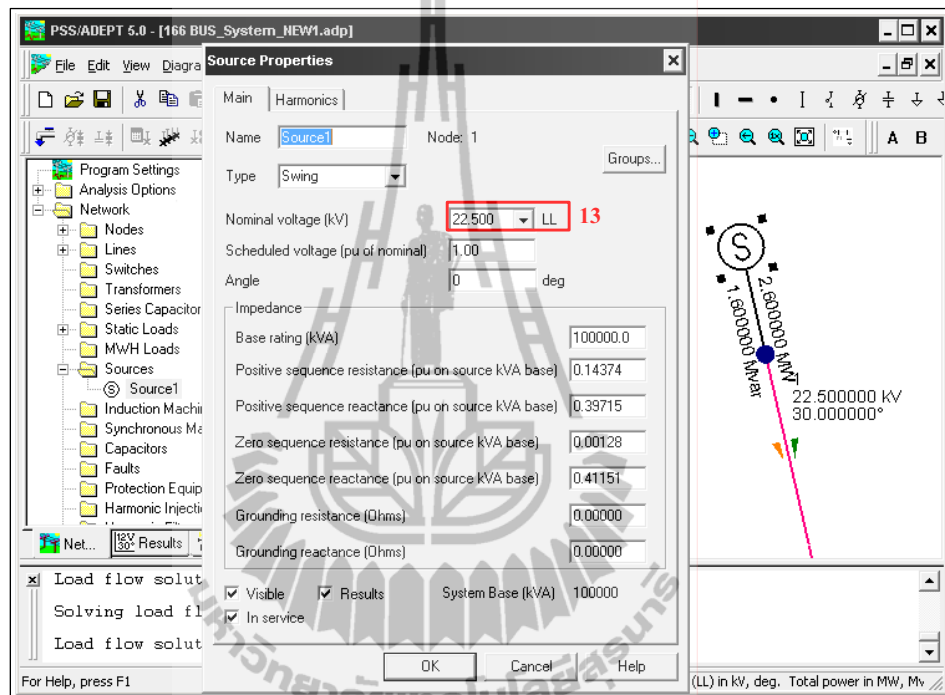 PSS/ADEPT 5.0 - [166 BUS_System_NEW1.adp]
File Edit View Diagra
A B
Program Settings
Analysis Options
Network
Nodes
Lines
Switches
Transformers
Series Capacitor
Static Loads
MWH Loads
Sources
Source1
Induction Machi
Synchronous Ma
Capacitors
Faults
Protection Equip
Harmonic Injecti
Net... Results
Source Properties
Main Harmonics
Name Source1 Node: 1
Groups...
Type Swing
Nominal voltage (kV) 22.500 LL 13
Scheduled voltage (pu of nominal) 1.00
Angle 0 deg
Impedance
Base rating (kVA) 100000.0
Positive sequence resistance (pu on source kVA base) 0.14374
Positive sequence reactance (pu on source kVA base) 0.39715
Zero sequence resistance (pu on source kVA base) 0.00128
Zero sequence reactance (pu on source kVA base) 0.41151
Grounding resistance (Ohms) 0.00000
Grounding reactance (Ohms) 0.00000
Visible Results System Base (kVA) 100000
In service
OK Cancel Help
S
2.600000 MW
1.600000 Mvar
1
22.500000 kV
30.000000°
Load flow solut
Solving load fl
Load flow solut
For Help, press F1
(LL) in kV, deg. Total power in MW, Mv